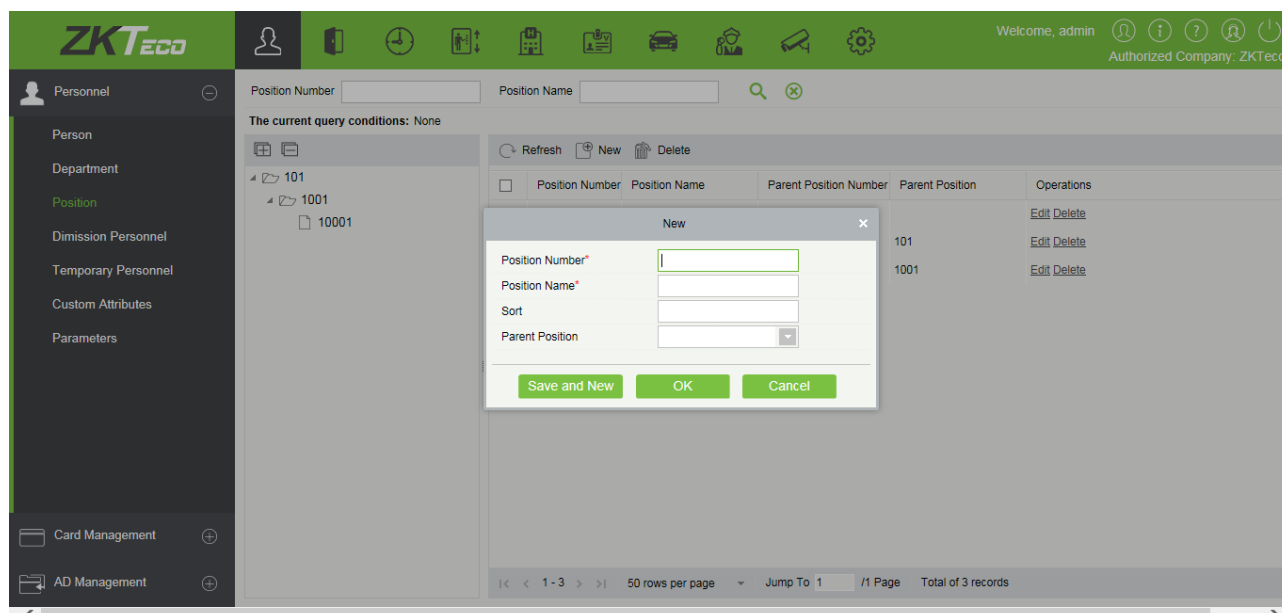 ZKTeco
Welcome, admin
Authorized Company: ZKTeco
Personnel
Person
Department
Position
Dimission Personnel
Temporary Personnel
Custom Attributes
Parameters
Card Management
AD Management
Position Number Position Name
The current query conditions: None
101
1001
10001
Refresh New Delete
Position Number Position Name Parent Position Number Parent Position Operations
Edit Delete
101 Edit Delete
1001 Edit Delete
New ×
Position Number*
Position Name*
Sort
Parent Position
Save and New OK Cancel
|< < 1 - 3 > >| 50 rows per page Jump To 1 /1 Page Total of 3 records